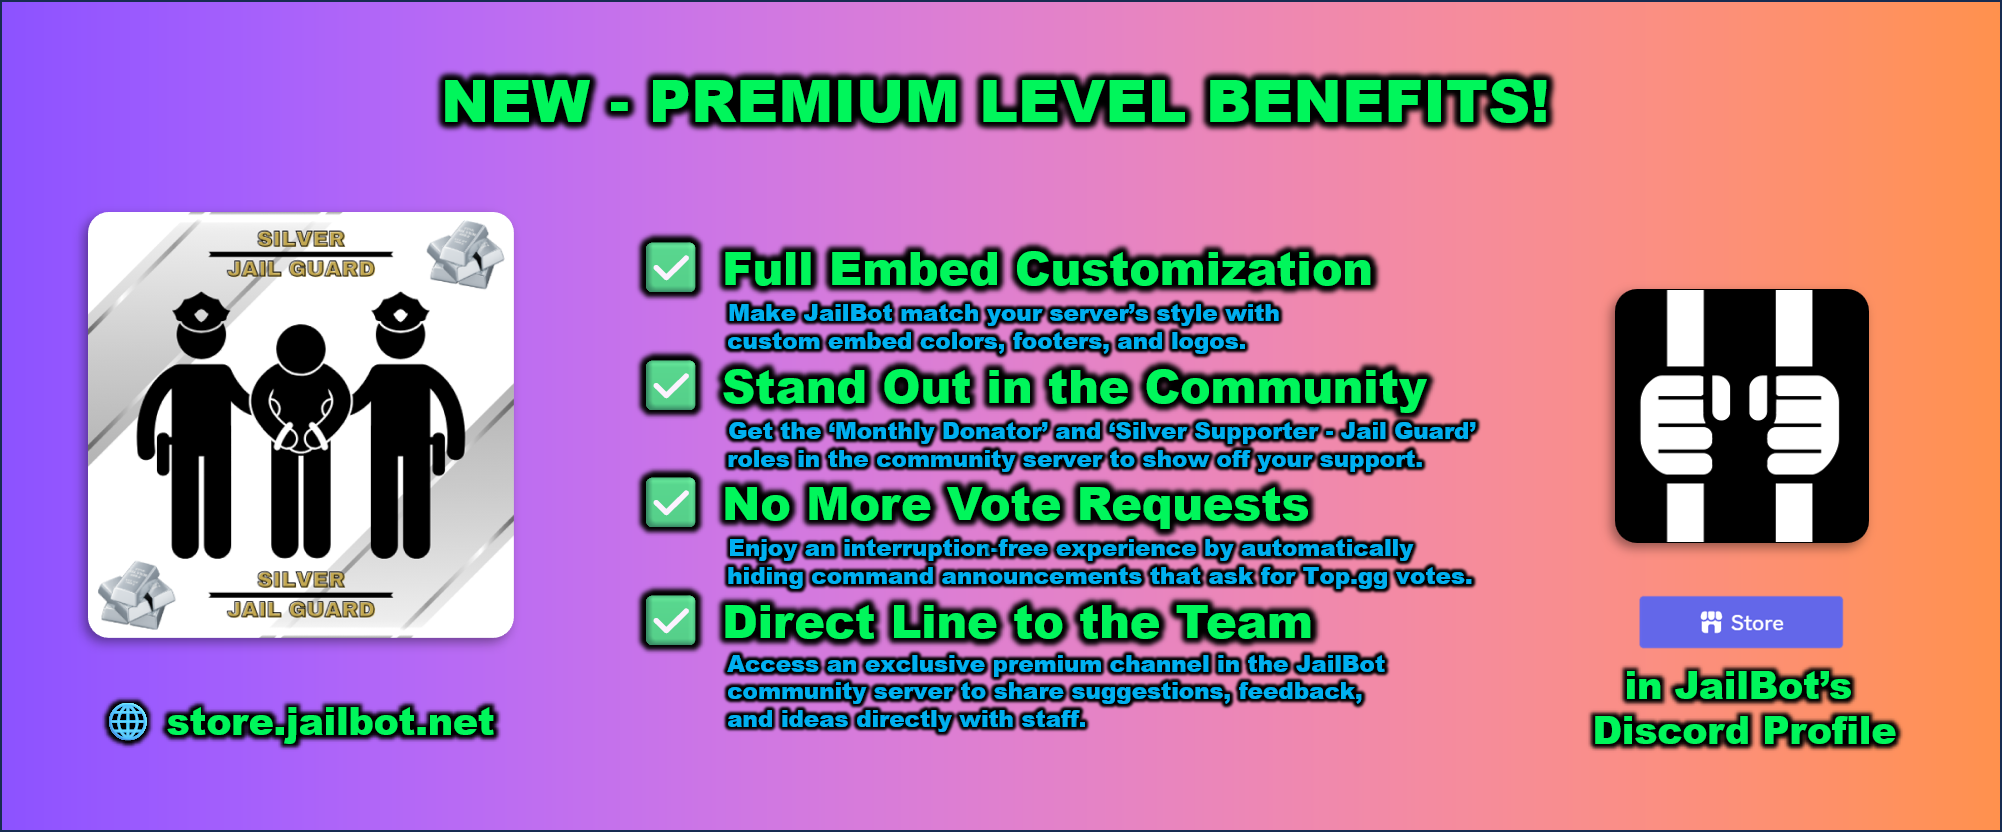 NEW - PREMIUM LEVEL BENEFITS!
SILVER
JAIL GUARD
SILVER
JAIL GUARD
store.jailbot.net
Full Embed Customization
Make JailBot match your server’s style with
custom embed colors, footers, and logos.
Stand Out in the Community
Get the ‘Monthly Donator’ and ‘Silver Supporter - Jail Guard’
roles in the community server to show off your support.
No More Vote Requests
Enjoy an interruption-free experience by automatically
hiding command announcements that ask for Top.gg votes.
Direct Line to the Team
Access an exclusive premium channel in the JailBot
community server to share suggestions, feedback,
and ideas directly with staff.
Store
in JailBot’s
Discord Profile